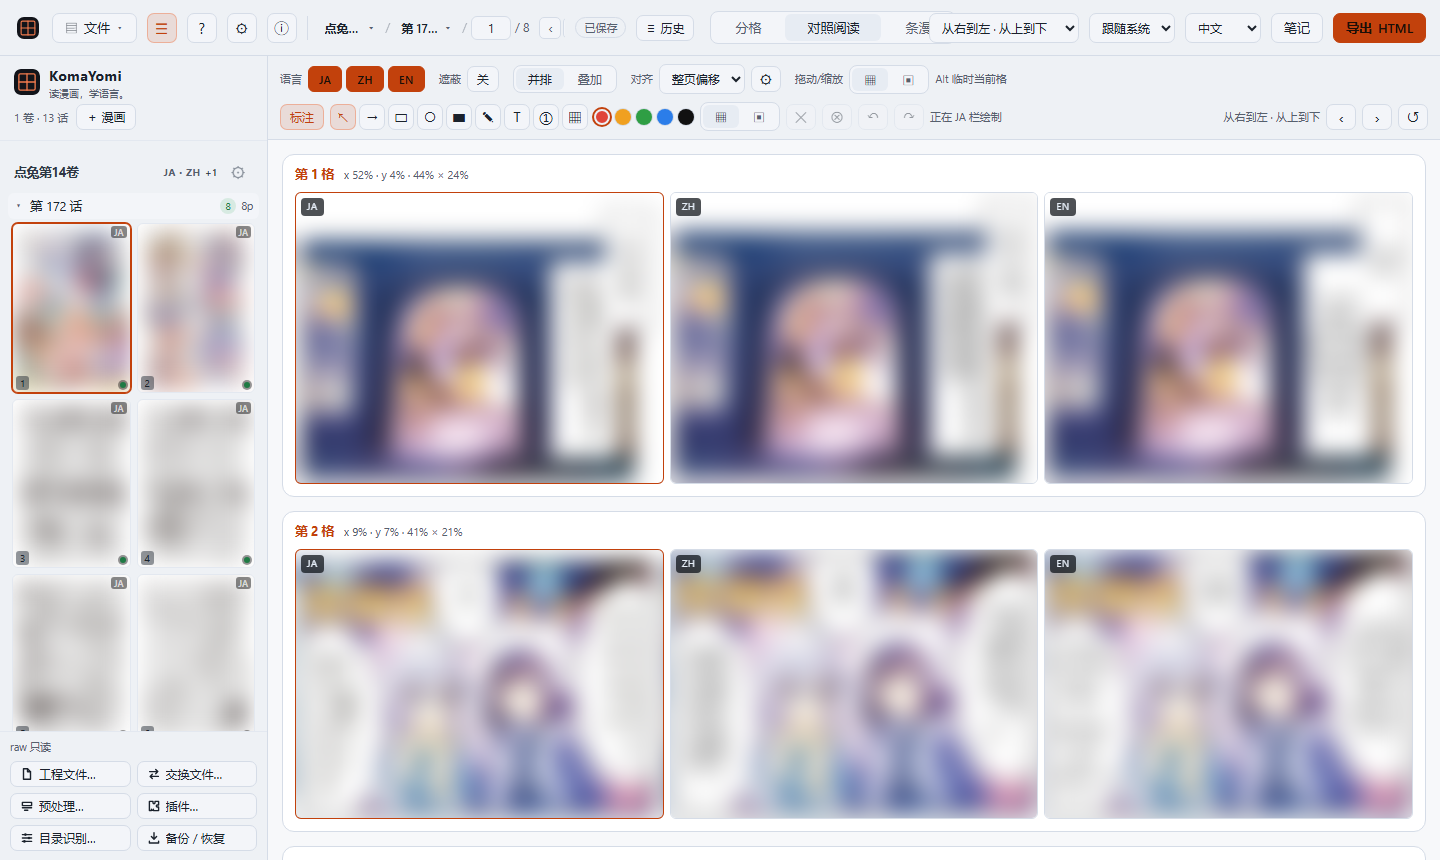 文件
?
点兔...
/
第 17...
/
1
/ 8
‹
已保存
历史
分格
对照阅读
条漫
从右到左 · 从上到下
跟随系统
中文
笔记
导出 HTML
KomaYomi
读漫画，学语言。
1 卷 · 13 话
+ 漫画
语言
JA
ZH
EN
遮蔽
关
并排
叠加
对齐
整页偏移
拖动/缩放
Alt 临时当前格
标注
T
①
正在 JA 栏绘制
从右到左 · 从上到下
‹
›
点兔第14卷
JA · ZH +1
第 172 话
8
8p
JA
1
JA
2
JA
3
JA
4
JA
JA
第 1 格
x 52% · y 4% · 44% × 24%
JA
ZH
EN
第 2 格
x 9% · y 7% · 41% × 21%
JA
ZH
EN
raw 只读
工程文件...
交换文件...
预处理...
插件...
目录识别...
备份 / 恢复